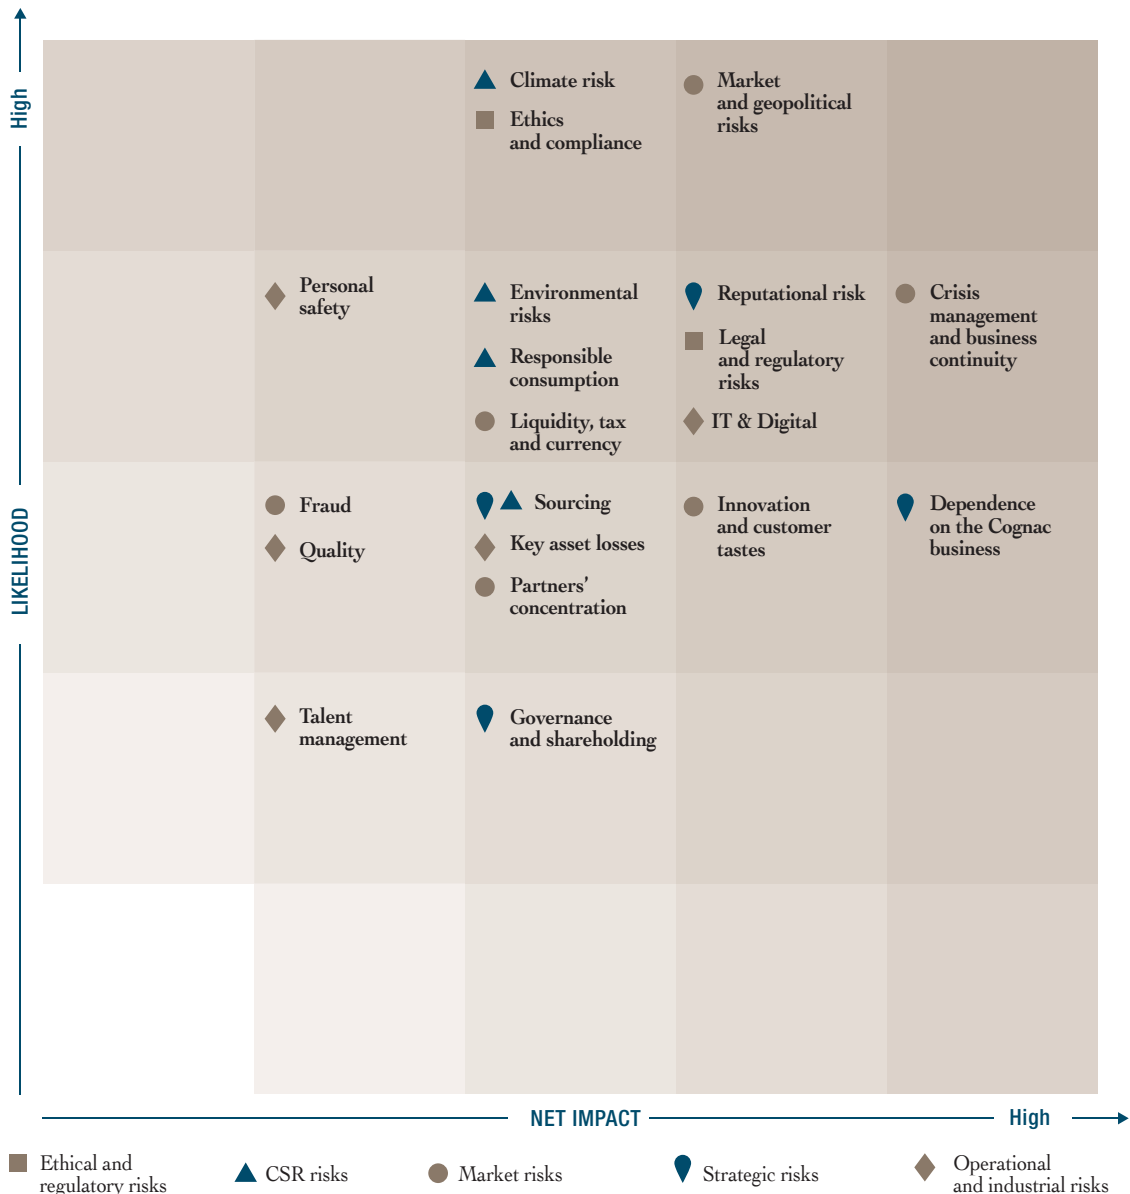 High
LIKELIHOOD
Climate risk
Ethics
and compliance
Market
and geopolitical
risks
Personal
safety
Environmental
risks
Responsible
consumption
Liquidity, tax
and currency
Reputational risk
Legal
and regulatory
risks
IT & Digital
Crisis
management
and business
continuity
Fraud
Quality
Sourcing
Key asset losses
Partners’
concentration
Innovation
and customer
tastes
Dependence
on the Cognac
business
Talent
management
Governance
and shareholding
NET IMPACT
High
Ethical and
regulatory risks
CSR risks
Market risks
Strategic risks
Operational
and industrial risks